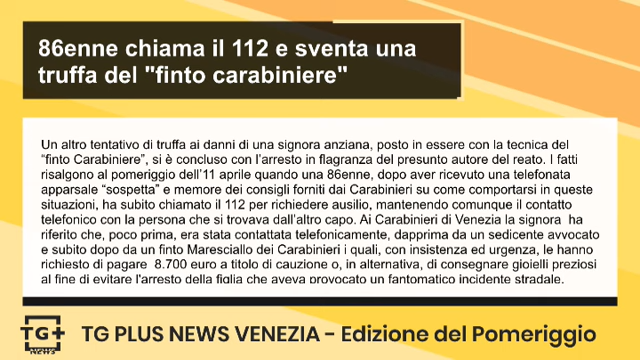 86enne chiama il 112 e sventa una
truffa del "finto carabiniere"
Un altro tentativo di truffa ai danni di una signora anziana, posto in essere con la tecnica del
“finto Carabiniere”, si è concluso con l’arresto in flagranza del presunto autore del reato. I fatti
risalgono al pomeriggio dell’11 aprile quando una 86enne, dopo aver ricevuto una telefonata
apparsale “sospetta” e memore dei consigli forniti dai Carabinieri su come comportarsi in queste
situazioni, ha subito chiamato il 112 per richiedere ausilio, mantenendo comunque il contatto
telefonico con la persona che si trovava dall’altro capo. Ai Carabinieri di Venezia la signora ha
riferito che, poco prima, era stata contattata telefonicamente, dapprima da un sedicente avvocato
e subito dopo da un finto Maresciallo dei Carabinieri i quali, con insistenza ed urgenza, le hanno
richiesto di pagare 8.700 euro a titolo di cauzione o, in alternativa, di consegnare gioielli preziosi
al fine di evitare l'arresto della figlia che aveva provocato un fantomatico incidente stradale.
TG+
NEWS
TG PLUS NEWS VENEZIA - Edizione del Pomeriggio